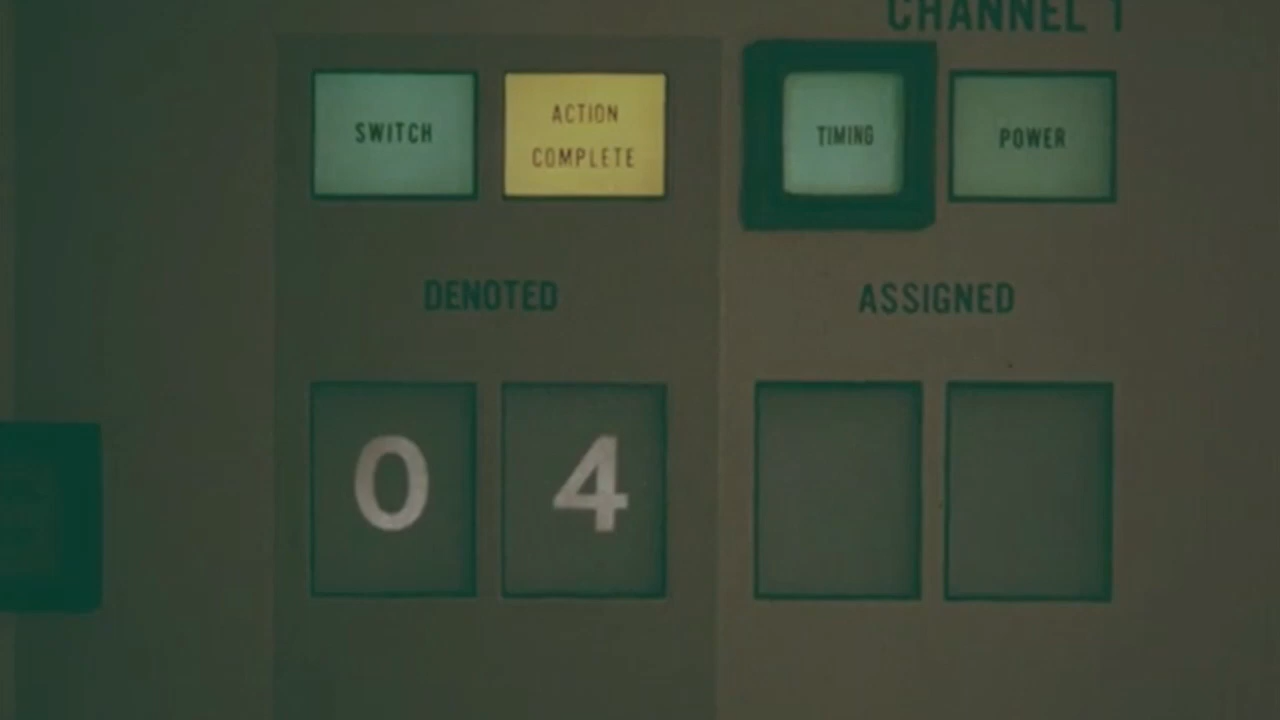 CHANNEL 1
SWITCH
ACTION
COMPLETE
TIMING
POWER
DENOTED
ASSIGNED
0 4